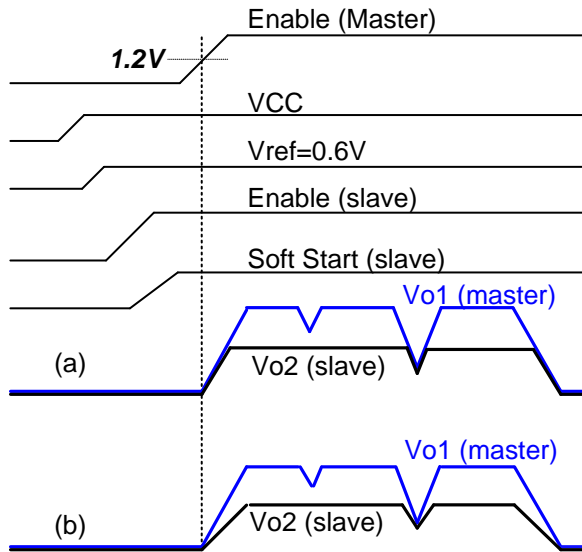 Enable (Master)
1.2V
VCC
Vref=0.6V
Enable (slave)
Soft Start (slave)
Vo1 (master)
(a)
Vo2 (slave)
Vo1 (master)
(b)
Vo2 (slave)